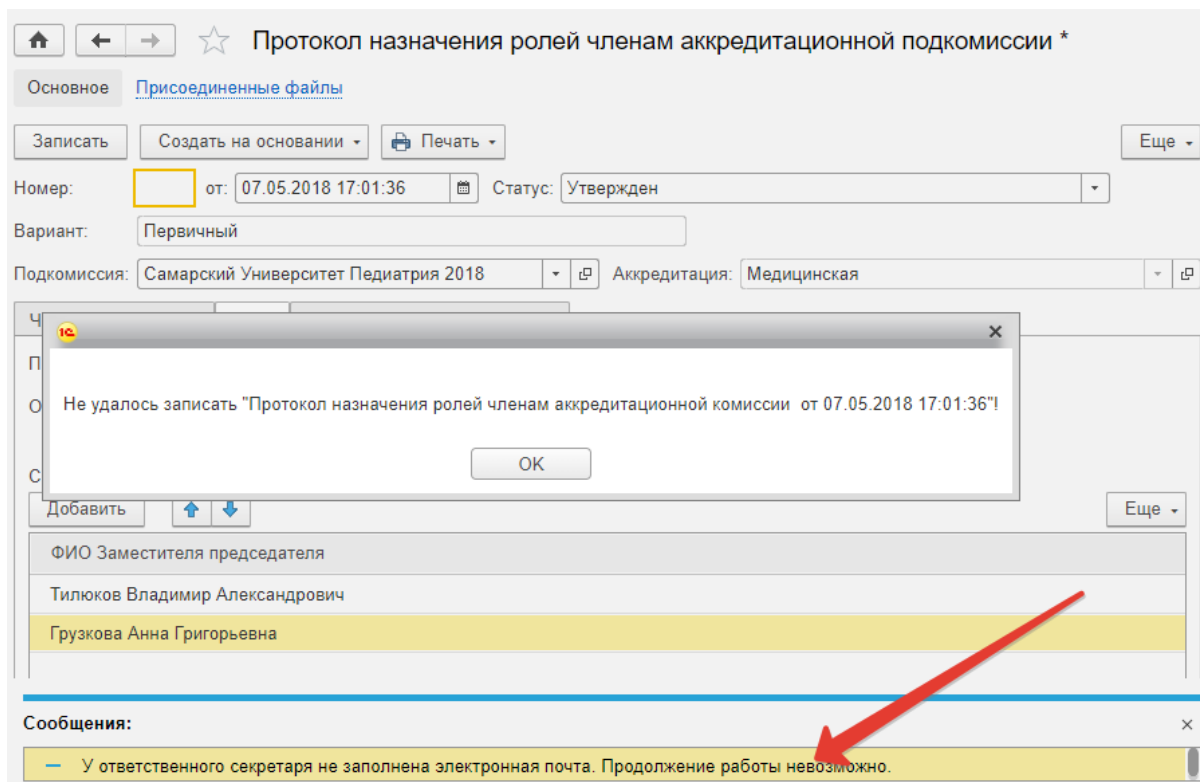 Протокол назначения ролей членам аккредитационной подкомиссии *
Основное Присоединенные файлы
Записать Создать на основании Печать Еще
Номер: от: 07.05.2018 17:01:36 Статус: Утвержден
Вариант: Первичный
Подкомиссия: Самарский Университет Педиатрия 2018 Аккредитация: Медицинская
Ч
1С
П
О Не удалось записать "Протокол назначения ролей членам аккредитационной комиссии от 07.05.2018 17:01:36"!
OK
С
Добавить Еще
ФИО Заместителя председателя
Тилюков Владимир Александрович
Грузкова Анна Григорьевна
Сообщения:
У ответственного секретаря не заполнена электронная почта. Продолжение работы невозможно.